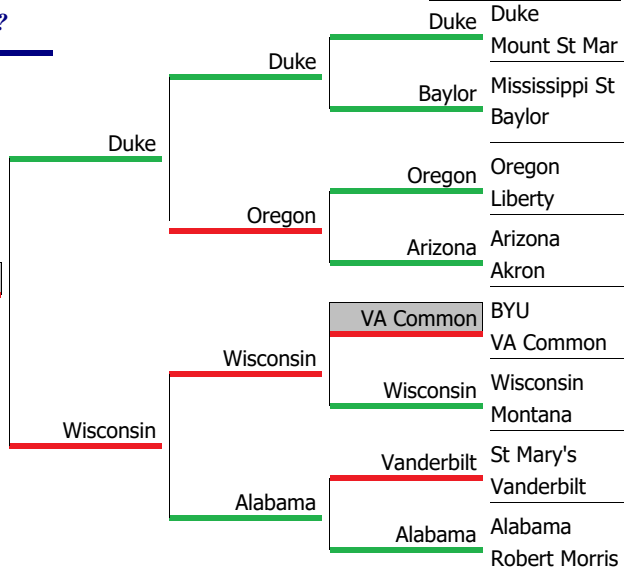 ?
Duke
Mount St Mar
Mississippi St
Baylor
Oregon
Liberty
Arizona
Akron
BYU
VA Common
Wisconsin
Montana
St Mary's
Vanderbilt
Alabama
Robert Morris
Duke
Baylor
Oregon
Arizona
VA Common
Wisconsin
Vanderbilt
Alabama
Duke
Oregon
Wisconsin
Alabama
Duke
Wisconsin